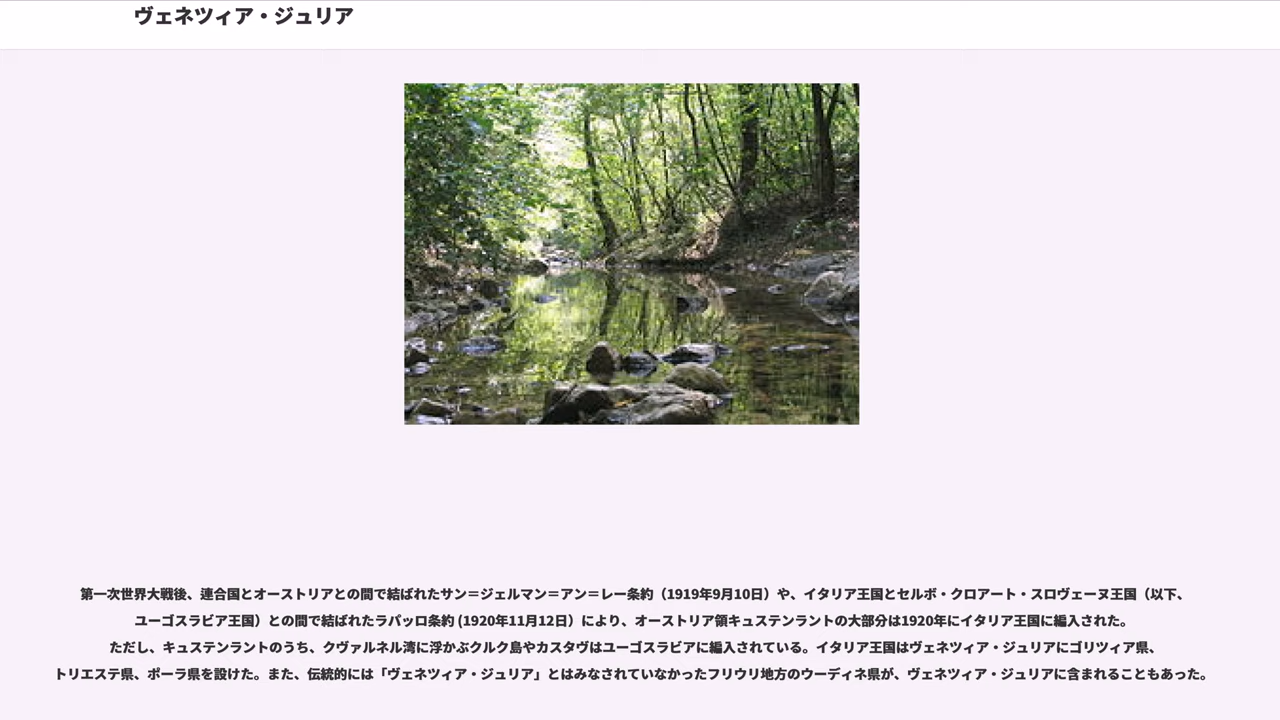 ヴェネツィア・ジュリア
第一次世界大戦後、連合国とオーストリアとの間で結ばれたサン＝ジェルマン＝アン＝レー条約（1919年9月10日）や、イタリア王国とセルボ・クロアート・スロヴェーヌ王国（以下、
ユーゴスラビア王国）との間で結ばれたラパッロ条約 (1920年11月12日）により、オーストリア領キュステンラントの大部分は1920年にイタリア王国に編入された。
ただし、キュステンラントのうち、クヴァルネル湾に浮かぶクルク島やカスタヴはユーゴスラビアに編入されている。イタリア王国はヴェネツィア・ジュリアにゴリツィア県、
トリエステ県、ポーラ県を設けた。また、伝統的には「ヴェネツィア・ジュリア」とはみなされていなかったフリウリ地方のウーディネ県が、ヴェネツィア・ジュリアに含まれることもあった。